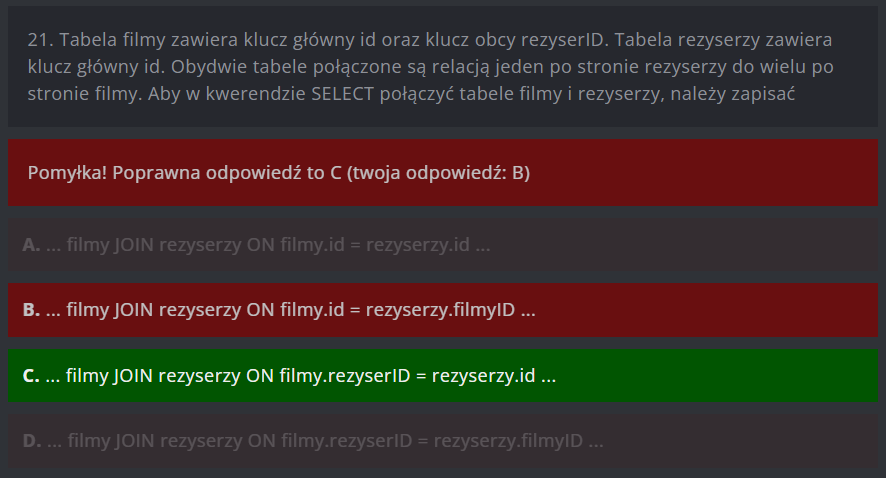 21. Tabela filmy zawiera klucz główny id oraz klucz obcy rezyserID. Tabela rezyserzy zawiera
klucz główny id. Obydwie tabele połączone są relacją jeden po stronie rezyserzy do wielu po
stronie filmy. Aby w kwerendzie SELECT połączyć tabele filmy i rezyserzy, należy zapisać
Pomyłka! Poprawna odpowiedź to C (twoja odpowiedź: B)
A. ... filmy JOIN rezyserzy ON filmy.id = rezyserzy.id ...
B. ... filmy JOIN rezyserzy ON filmy.id = rezyserzy.filmyID ...
C. ... filmy JOIN rezyserzy ON filmy.rezyserID = rezyserzy.id ...
D. ... filmy JOIN rezyserzy ON filmy.rezyserID = rezyserzy.filmyID ...